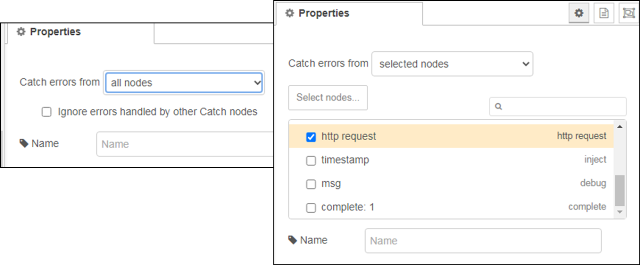 Properties
Catch errors from all nodes
Ignore errors handled by other Catch nodes
Name Name
Properties
Catch errors from selected nodes
Select nodes...
http request http request
timestamp inject
msg debug
complete: 1 complete
Name Name